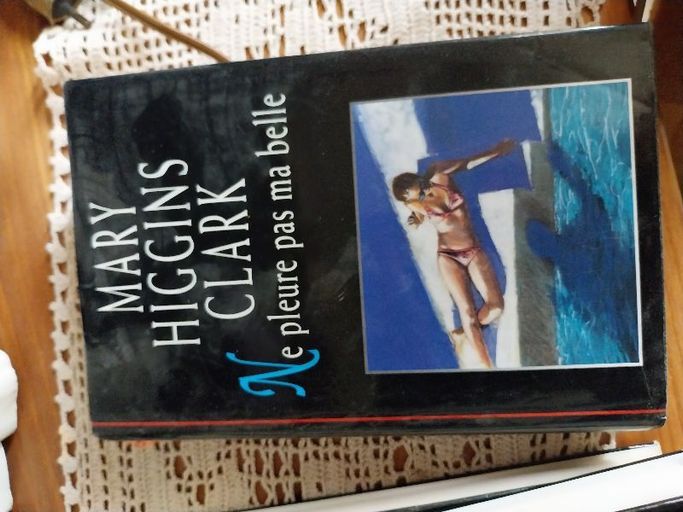 MARY
HIGGINS
CLARK
Ne pleure pas ma belle